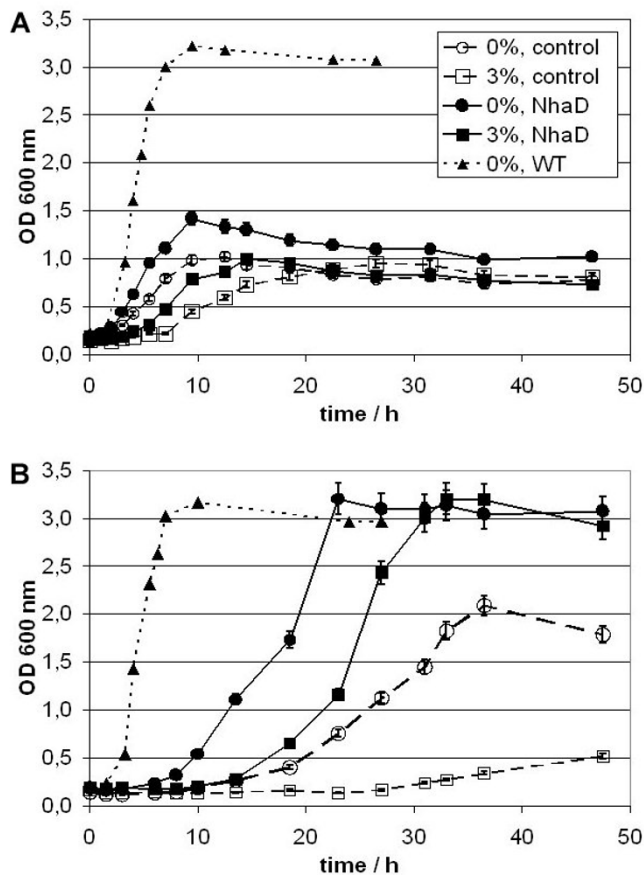 A
OD 600 nm
3,5
3,0
2,5
2,0
1,5
1,0
0,5
0,0
0%, control
3%, control
0%, NhaD
3%, NhaD
0%, WT
0 10 20 30 40 50
time / h
B
OD 600 nm
3,5
3,0
2,5
2,0
1,5
1,0
0,5
0,0
0 10 20 30 40 50
time / h